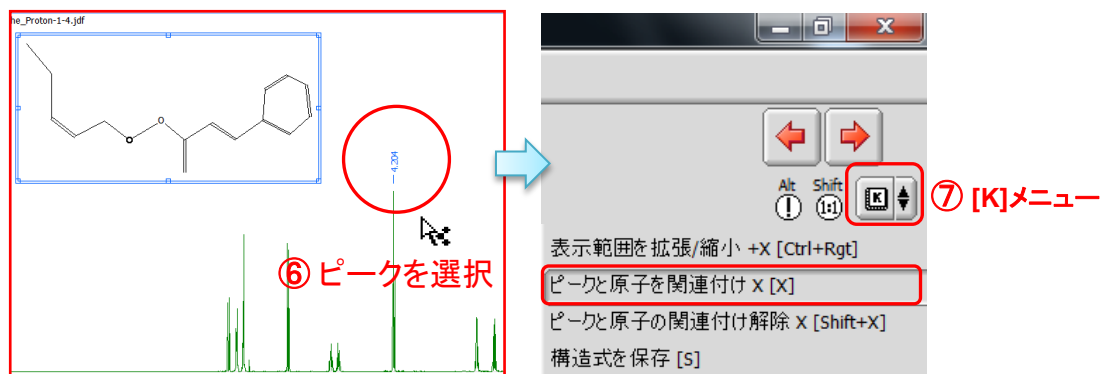 he_Proton-1-4.jdf
O
O
4.204
⑥ ピークを選択
Alt
Shift
1:1
K
⑦ [K]メニュー
表示範囲を拡張/縮小 +X [Ctrl+Rgt]
ピークと原子を関連付け X [X]
ピークと原子の関連付け解除 X [Shift+X]
構造式を保存 [S]